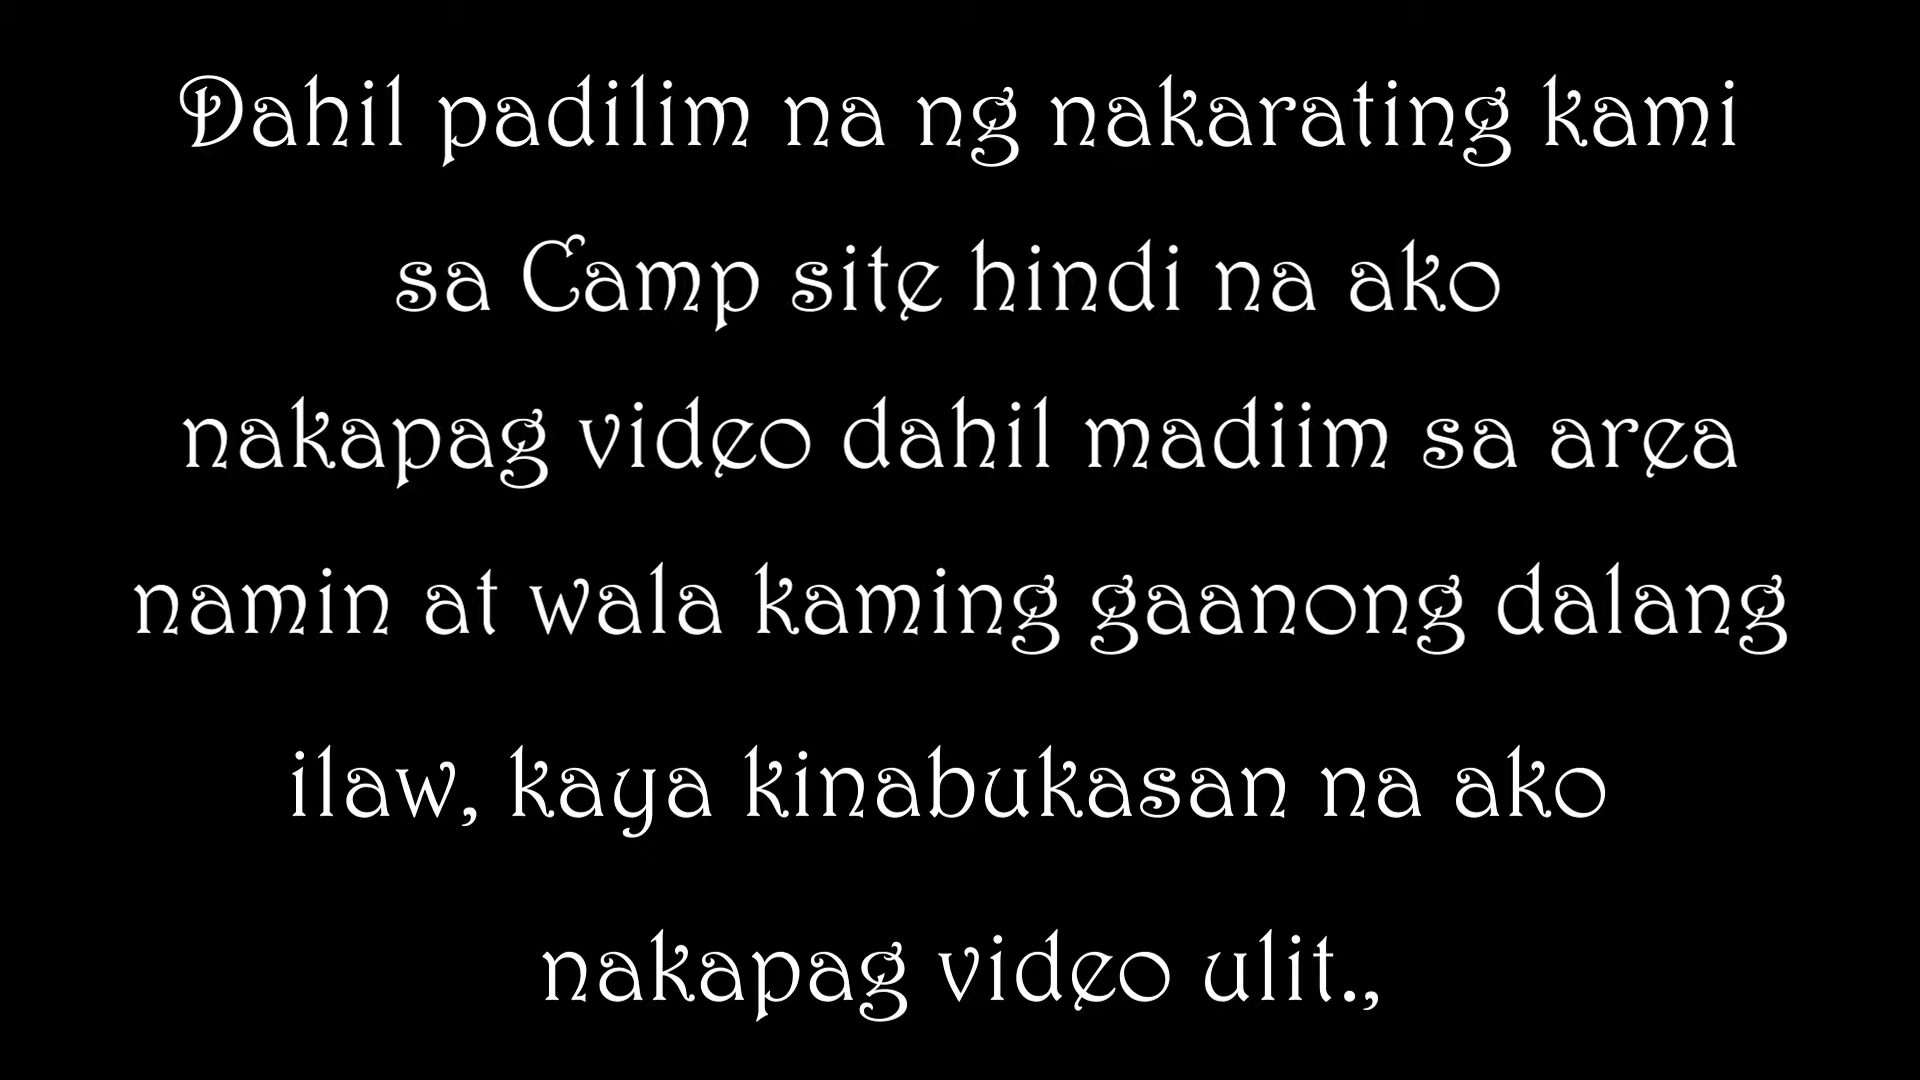 Dahil padilim na ng nakarating kami
sa Camp site hindi na ako
nakapag video dahil madiim sa area
namin at wala kaming gaanong dalang
ilaw, kaya kinabukasan na ako
nakapag video ulit.,